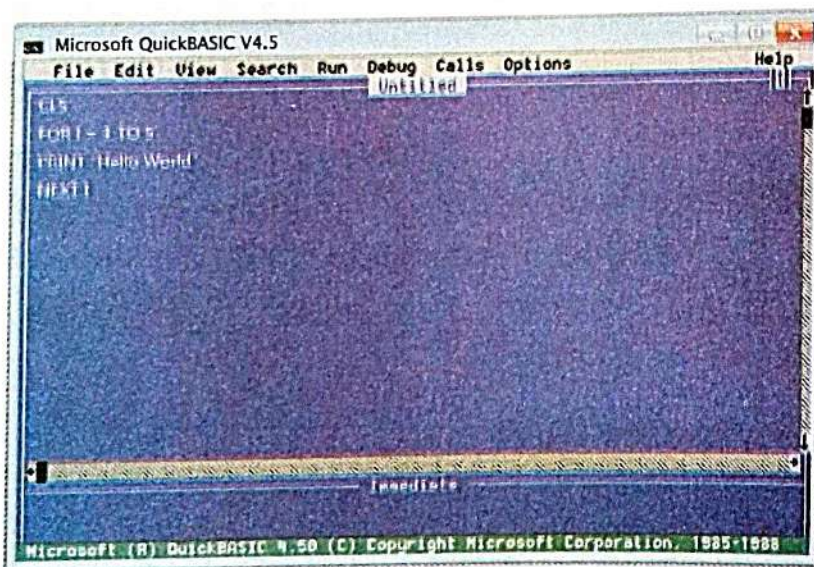 Microsoft QuickBASIC V4.5
File Edit View Search Run Debug Calls Options Help
Untitled
CLS
FOR I = 1 TO 5
PRINT "Hello World"
NEXT I
Immediate
Microsoft (R) QuickBASIC 4.50 (C) Copyright Microsoft Corporation, 1985-1988